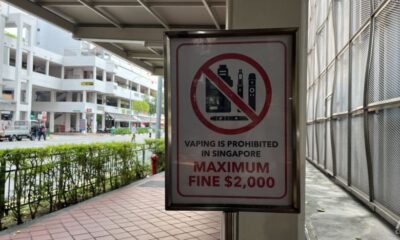 VAPING IS PROHIBITED
IN SINGAPORE
MAXIMUM
FINE $2,000